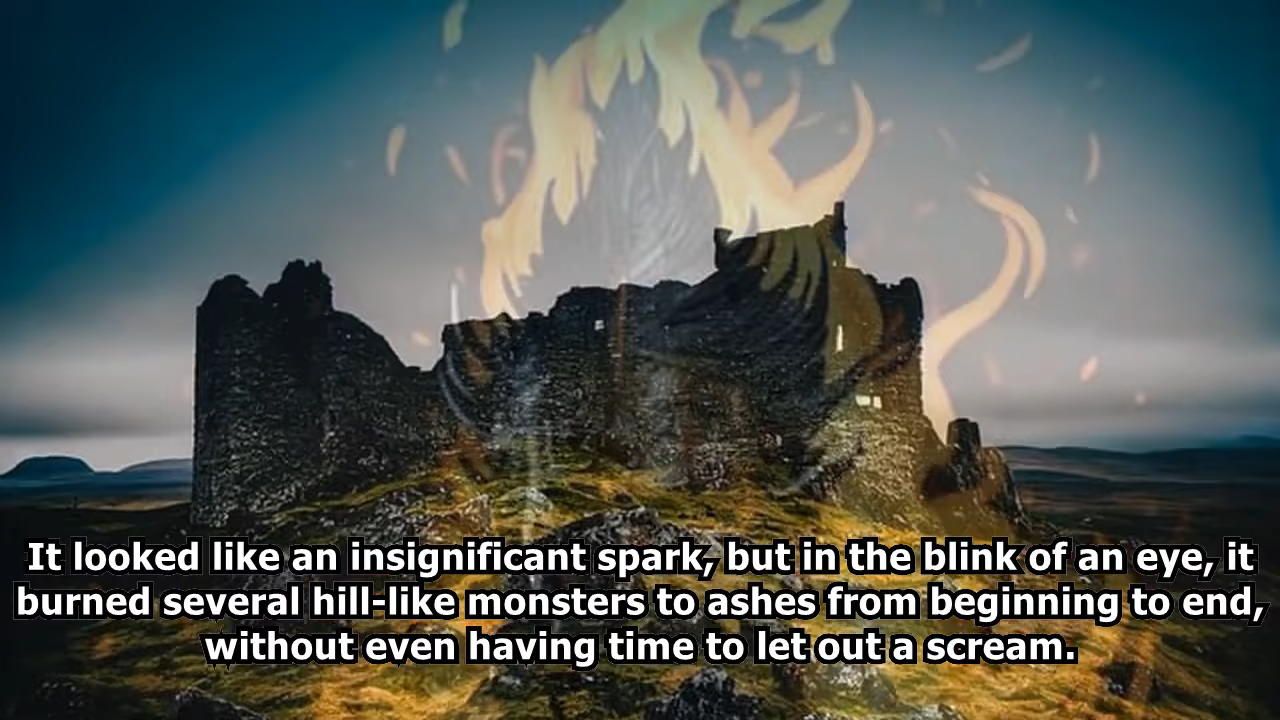 It looked like an insignificant spark, but in the blink of an eye, it
burned several hill-like monsters to ashes from beginning to end,
without even having time to let out a scream.